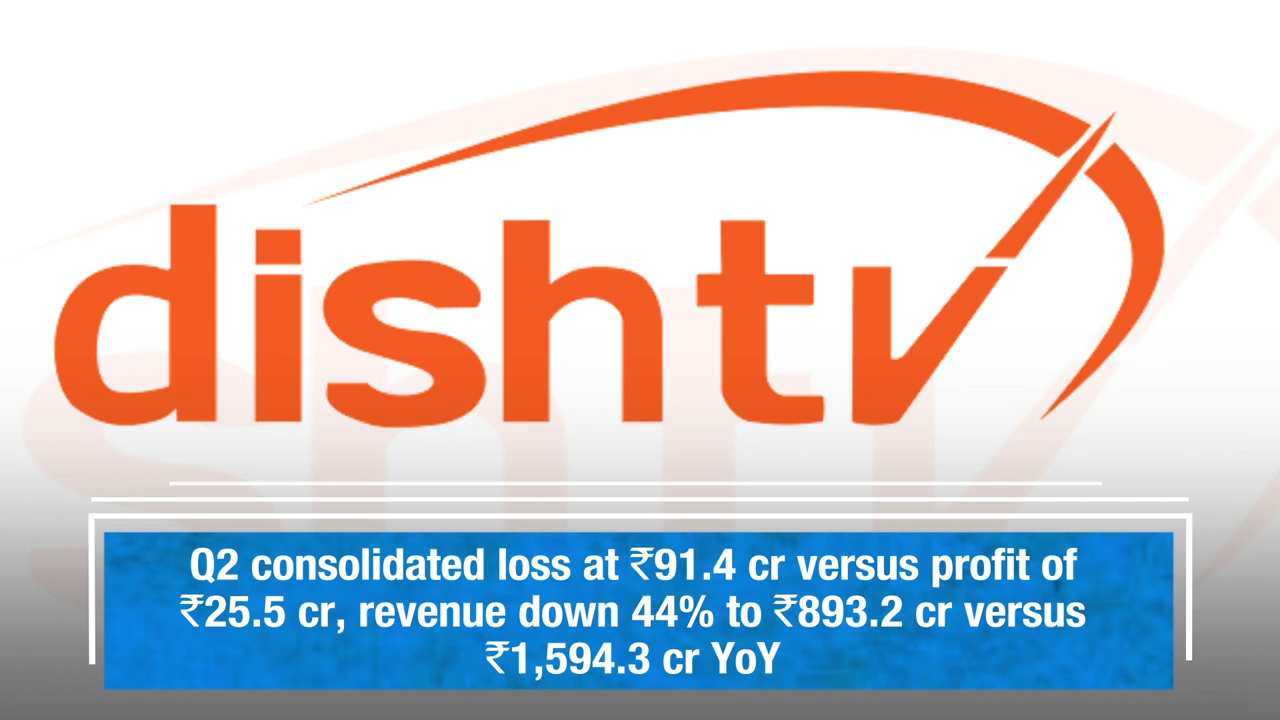 dishtv
Q2 consolidated loss at ₹91.4 cr versus profit of
₹25.5 cr, revenue down 44% to ₹893.2 cr versus
₹1,594.3 cr YoY